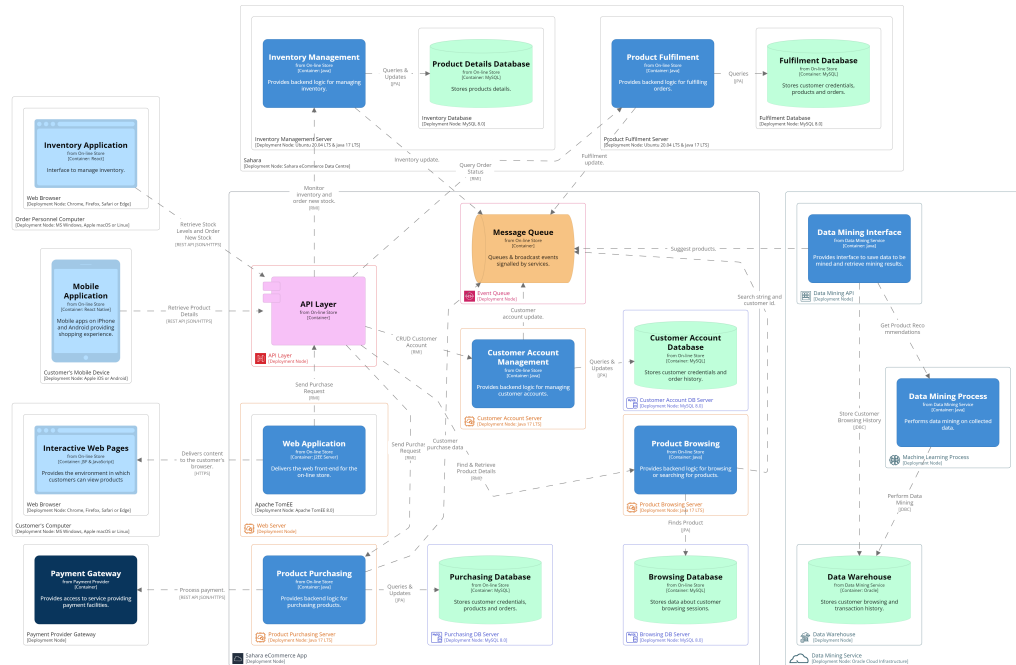 Inventory Management
from On-line Store
[Container: Java]
Provides backend logic for managing
inventory.
Queries &
Updates
[JPA]
Product Details Database
from On-line Store
[Container: MySQL]
Stores products details.
Inventory Database
[Deployment Node: MySQL 8.0]
Inventory Management Server
[Deployment Node: Ubuntu 20.04 LTS & Java 17 LTS]
Product Fulfilment
from On-line Store
[Container: Java]
Provides backend logic for fulfilling
orders.
Queries
[JPA]
Fulfilment Database
from On-line Store
[Container: MySQL]
Stores customer credentials,
products and orders.
Fulfilment Database
[Deployment Node: MySQL 8.0]
Product Fulfilment Server
[Deployment Node: Ubuntu 20.04 LTS & Java 17 LTS]
Sahara
[Deployment Node: Sahara eCommerce Data Centre]
Inventory Application
from On-line Store
[Container: React]
Interface to manage inventory.
Web Browser
[Deployment Node: Chrome, Firefox, Safari or Edge]
Order Personnel Computer
[Deployment Node: MS Windows, Apple macOS or Linux]
Inventory update.
Query Order
Status
[RMI]
Fulfilment
update.
Monitor
inventory and
order new stock.
[RMI]
Retrieve Stock
Levels and Order
New Stock
[REST API JSON/HTTPS]
Message Queue
from On-line Store
[Container]
Queues & broadcast events
signalled by services.
Event Queue
[Deployment Node]
Suggest products.
Data Mining Interface
from Data Mining Service
[Container: Java]
Provides interface to save data to be
mined and retrieve mining results.
Data Mining API
[Deployment Node]
Mobile
Application
from On-line Store
[Container: React Native]
Mobile apps on iPhone
and Android providing
shopping experience.
Customer's Mobile Device
[Deployment Node: Apple iOS or Android]
Retrieve Product
Details
[REST API JSON/HTTPS]
API Layer
from On-line Store
[Container]
API Layer
[Deployment Node]
Search string and
customer id.
Customer
account update.
CRUD Customer
Account
[RMI]
Customer Account
Management
from On-line Store
[Container: Java]
Provides backend logic for managing
customer accounts.
Customer Account Server
[Deployment Node: Java 17 LTS]
Queries &
Updates
[JPA]
Customer Account
Database
from On-line Store
[Container: MySQL]
Stores customer credentials and
order history.
Customer Account DB Server
[Deployment Node: MySQL 8.0]
Get Product Reco
mmendations
Data Mining Process
from Data Mining Service
[Container: Java]
Performs data mining on collected
data.
Machine Learning Process
[Deployment Node]
Store Customer
Browsing History
[JDBC]
Send Purchase
Request
[RMI]
Interactive Web Pages
from On-line Store
[Container: JSP & JavaScript]
Provides the environment in which
customers can view products
Web Browser
[Deployment Node: Chrome, Firefox, Safari or Edge]
Customer's Computer
[Deployment Node: MS Windows, Apple macOS or Linux]
Delivers content
to the customer's
browser.
[HTTPS]
Web Application
from On-line Store
[Container: J2EE Server]
Delivers the web front-end for the
on-line store.
Apache TomEE
[Deployment Node: Apache TomEE 8.0]
Web Server
[Deployment Node]
Send Purchas
Request
[RMI]
Customer
purchase data
Find & Retrieve
Product Details
[RMI]
Product Browsing
from On-line Store
[Container: Java]
Provides backend logic for browsing
or searching for products.
Product Browsing Server
[Deployment Node: Java 17 LTS]
Perform Data
Mining.
[JDBC]
Finds Product
[JPA]
Payment Gateway
from Payment Provider
[Container]
Provides access to service providing
payment facilities.
Payment Provider Gateway
[Deployment Node]
Process payment.
[REST API JSON/HTTPS]
Product Purchasing
from On-line Store
[Container: Java]
Provides backend logic for
purchasing products.
Product Purchasing Server
[Deployment Node: Java 17 LTS]
Queries &
Updates
[JPA]
Purchasing Database
from On-line Store
[Container: MySQL]
Stores customer credentials,
products and orders.
Purchasing DB Server
[Deployment Node: MySQL 8.0]
Browsing Database
from On-line Store
[Container: MySQL]
Stores data about customer
browsing sessions.
Browsing DB Server
[Deployment Node: MySQL 8.0]
Data Warehouse
from Data Mining Service
[Container: Oracle]
Stores customer browsing and
transaction history.
Data Warehouse
[Deployment Node]
Sahara eCommerce App
[Deployment Node]
Data Mining Service
[Deployment Node: Oracle Cloud Infrastructure]